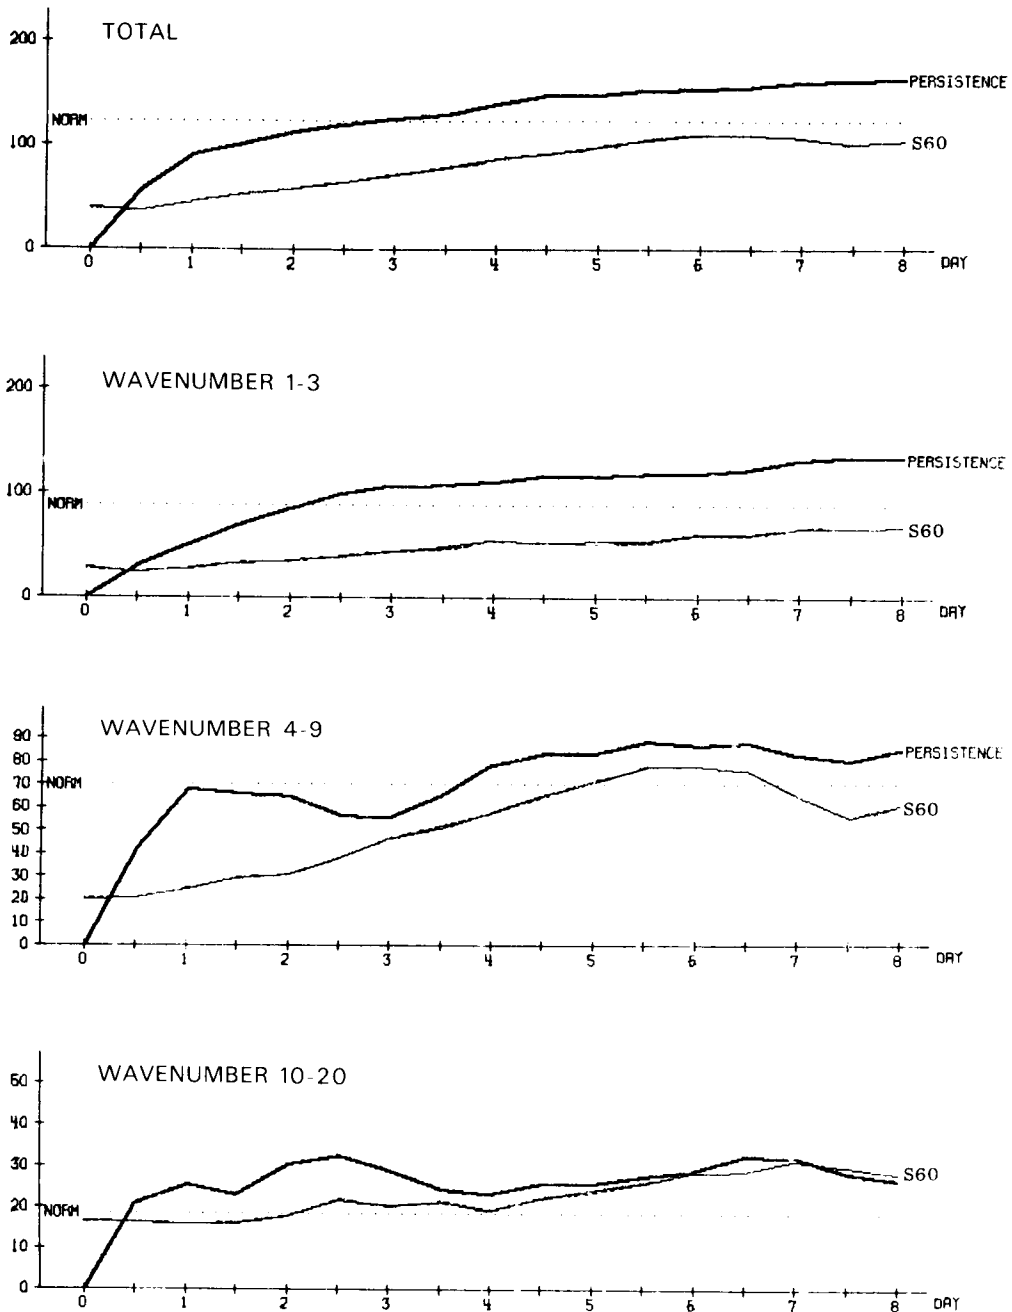 TOTAL
200
PERSISTENCE
NORM
100
S60
0
0 1 2 3 4 5 6 7 8 DAY
WAVENUMBER 1-3
200
PERSISTENCE
100
NORM
S60
0
0 1 2 3 4 5 6 7 8 DAY
WAVENUMBER 4-9
90
80
PERSISTENCE
70
NORM
60
S60
50
40
30
20
10
0
0 1 2 3 4 5 6 7 8 DAY
WAVENUMBER 10-20
60
40
30
S60
20
NORM
10
0
0 1 2 3 4 5 6 7 8 DAY